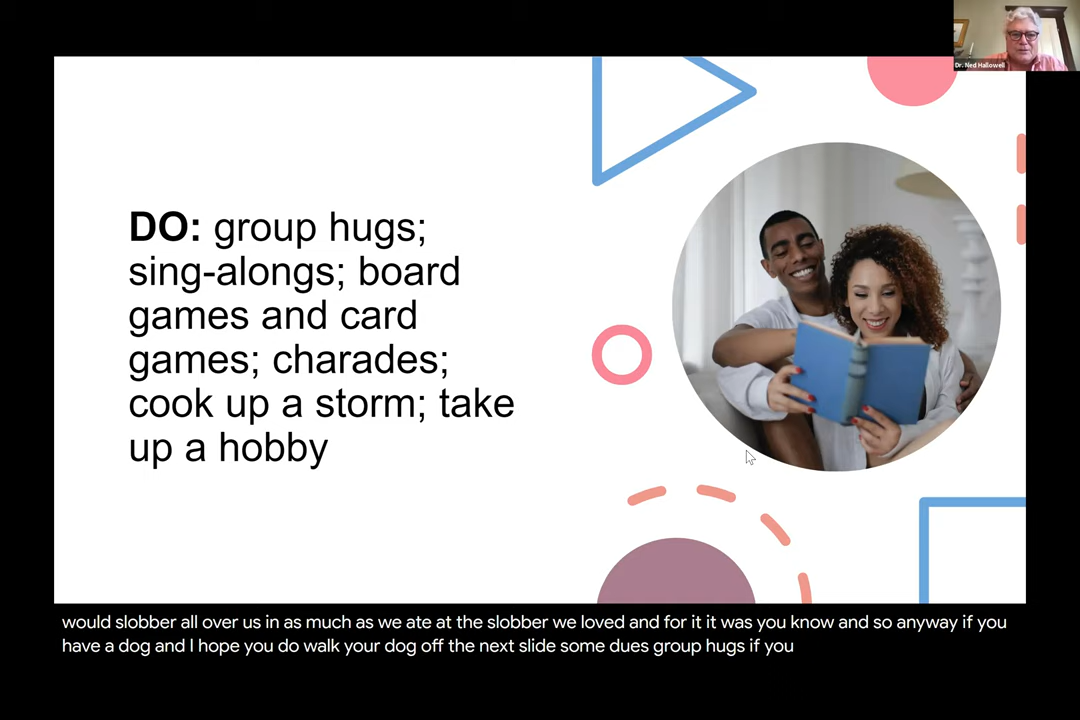 Dr. Ned Hallowell
DO: group hugs;
sing-alongs; board
games and card
games; charades;
cook up a storm; take
up a hobby
would slobber all over us in as much as we ate at the slobber we loved and for it it was you know and so anyway if you
have a dog and I hope you do walk your dog off the next slide some dues group hugs if you